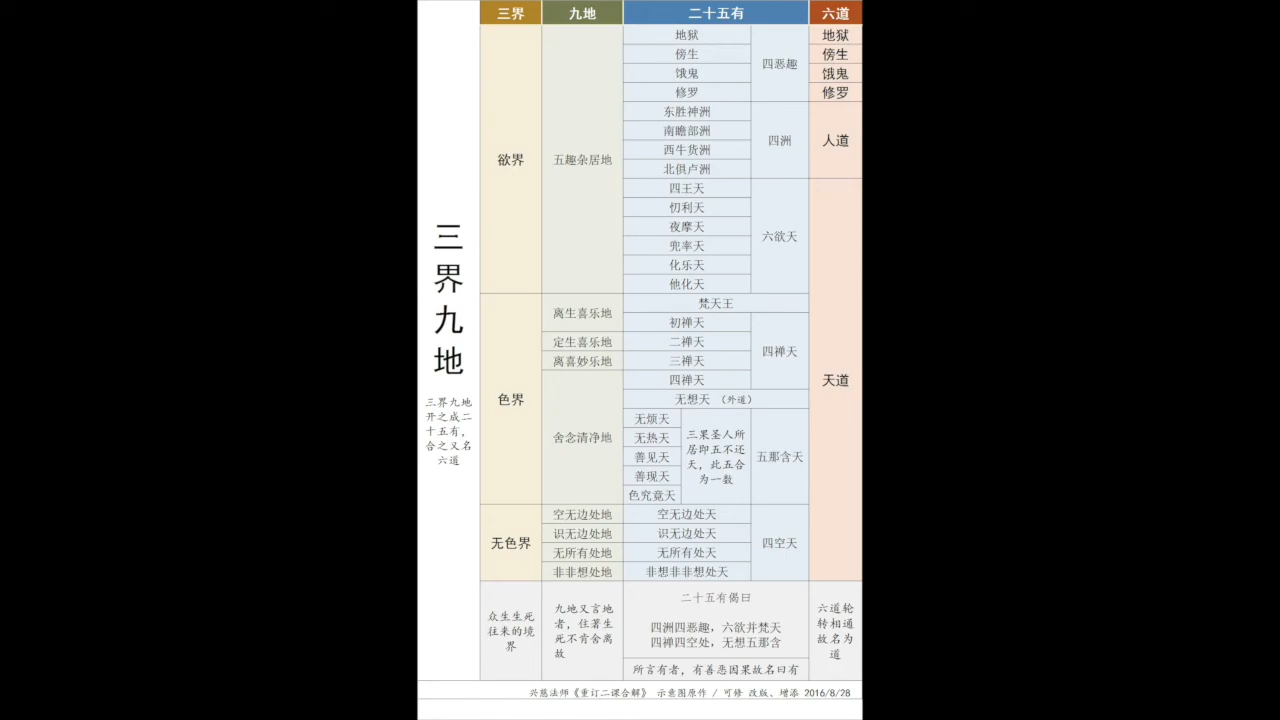 三界 九地 二十五有 六道
三界九地
三界九地
开之成二
十五有，
合之又名
六道
欲界
五趣杂居地
地狱
傍生
饿鬼
修罗
四恶趣
地狱
傍生
饿鬼
修罗
东胜神洲
南瞻部洲
西牛货洲
北俱卢洲
四洲
人道
四王天
忉利天
夜摩天
兜率天
化乐天
他化天
六欲天
天道
色界
离生喜乐地
定生喜乐地
离喜妙乐地
舍念清净地
梵天王
初禅天
二禅天
三禅天
四禅天
四禅天
无想天 （外道）
无烦天
无热天
善见天
善现天
色究竟天
三果圣人所
居即五不还
天，此五合
为一数
五那含天
无色界
空无边处地
识无边处地
无所有处地
非非想处地
空无边处天
识无边处天
无所有处天
非想非非想处天
四空天
众生生死
往来的境
界
九地又言地
者，住著生
死不肯舍离
故
二十五有偈曰
四洲四恶趣，六欲并梵天
四禅四空处，无想五那含
所言有者，有善恶因果故名曰有
六道轮
转相通
故名为
道
兴慈法师《重订二课合解》 示意图原作 / 可修 改版、增添 2016/8/28